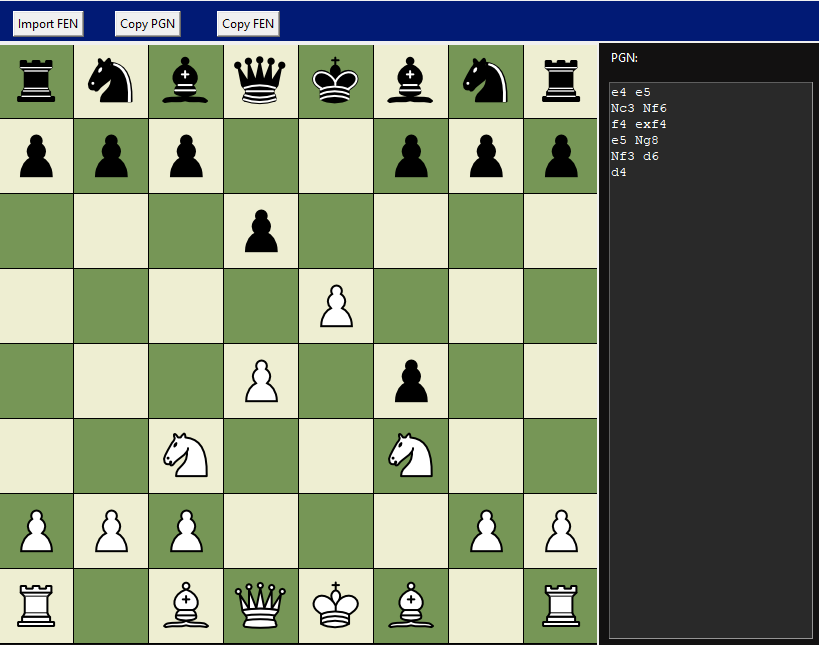 Import FEN Copy PGN Copy FEN
PGN:
e4 e5
Nc3 Nf6
f4 exf4
e5 Ng8
Nf3 d6
d4